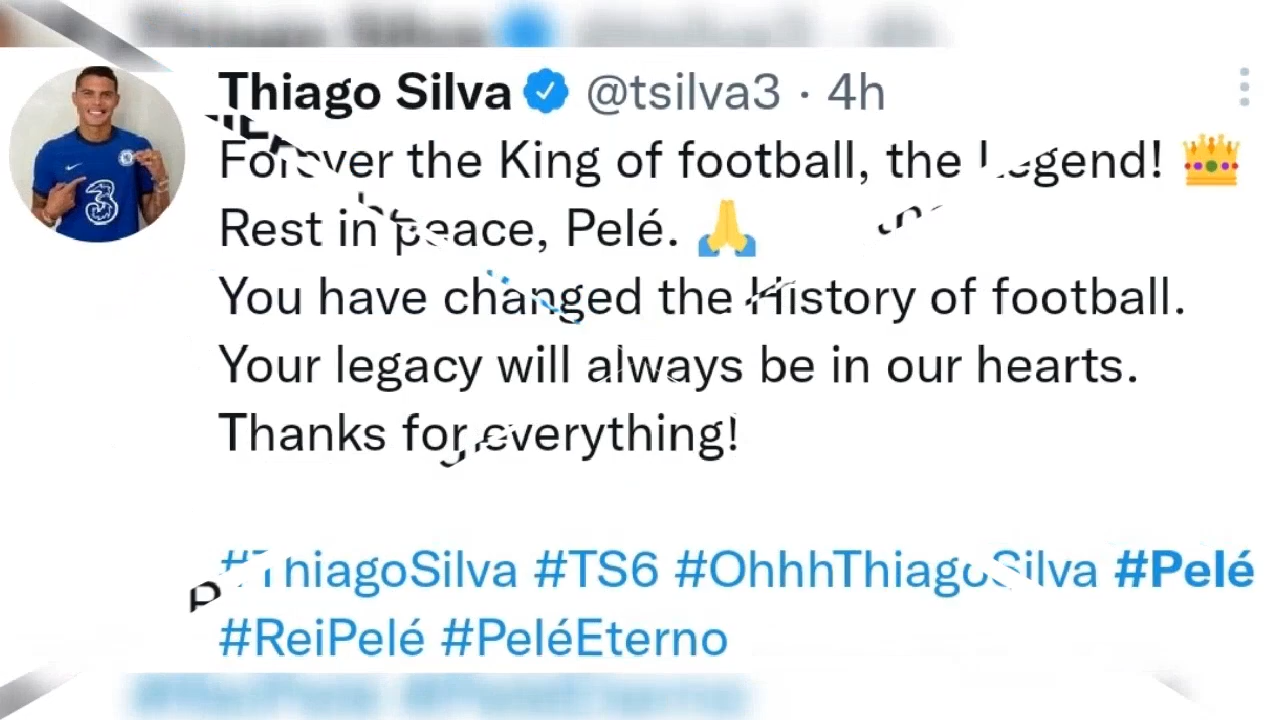 Thiago Silva @tsilva3 · 4h
Forever the King of football, the Legend! 👑
Rest in peace, Pelé. 🙏
You have changed the History of football.
Your legacy will always be in our hearts.
Thanks for everything!
#ThiagoSilva #TS6 #OhhhThiagoSilva #Pelé
#ReiPelé #PeléEterno